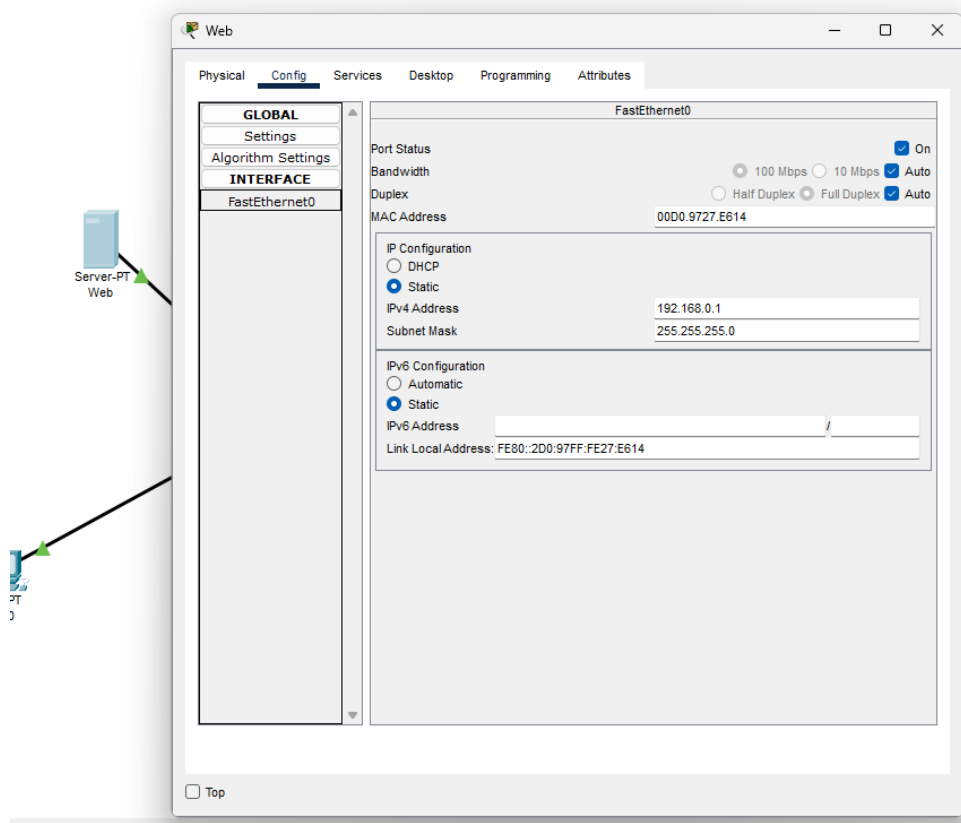 Web
Physical Config Services Desktop Programming Attributes
GLOBAL
Settings
Algorithm Settings
INTERFACE
FastEthernet0
FastEthernet0
Port Status On
Bandwidth 100 Mbps 10 Mbps Auto
Duplex Half Duplex Full Duplex Auto
MAC Address 00D0.9727.E614
IP Configuration
DHCP
Static
IPv4 Address 192.168.0.1
Subnet Mask 255.255.255.0
IPv6 Configuration
Automatic
Static
IPv6 Address /
Link Local Address: FE80::2D0:97FF:FE27:E614
Top
Server-PT
Web
PT
0